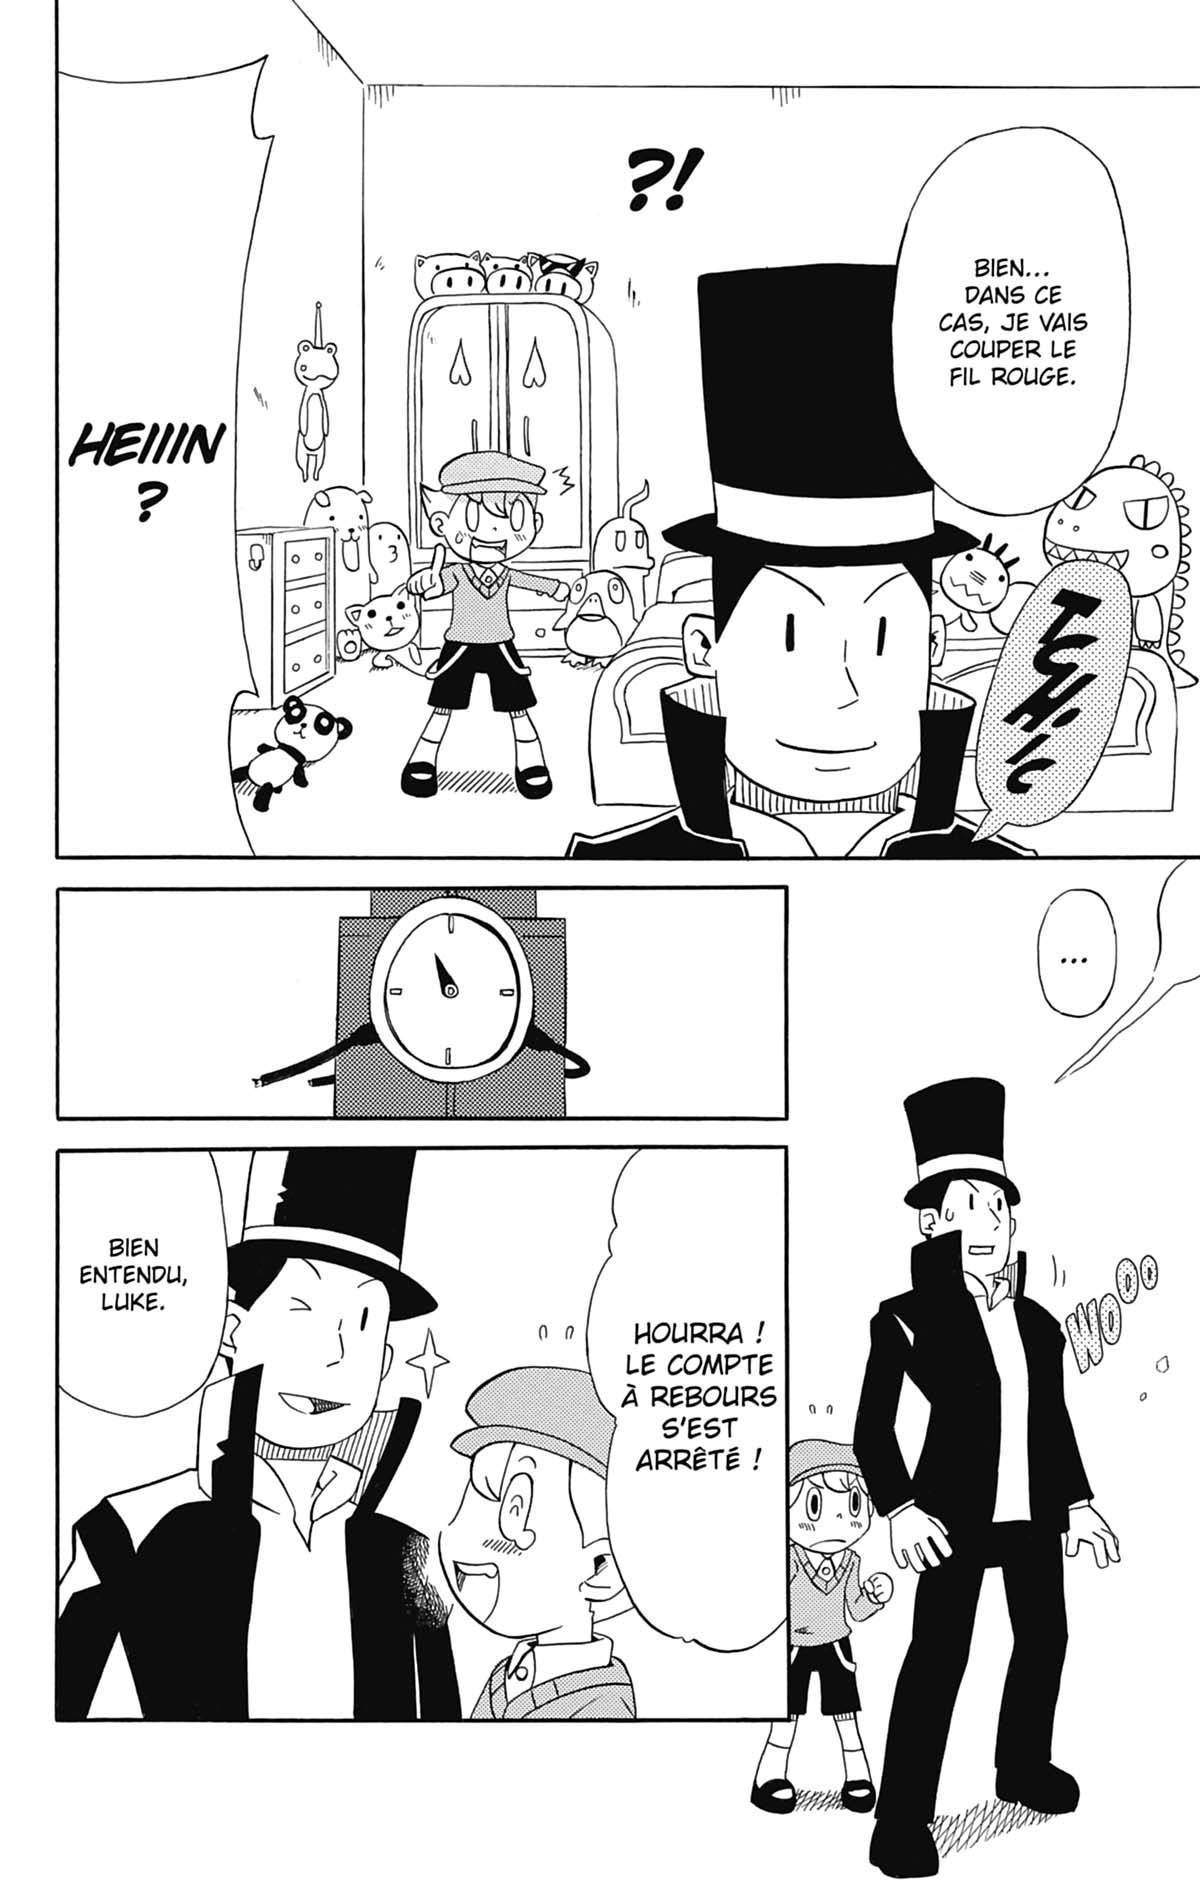 ?!
BIEN...
DANS CE
CAS, JE VAIS
COUPER LE
FIL ROUGE.
TCHIC
HEIIIN
?
...
WOOO
HOURRA !
LE COMPTE
À REBOURS
S'EST
ARRÊTÉ !
BIEN
ENTENDU,
LUKE.